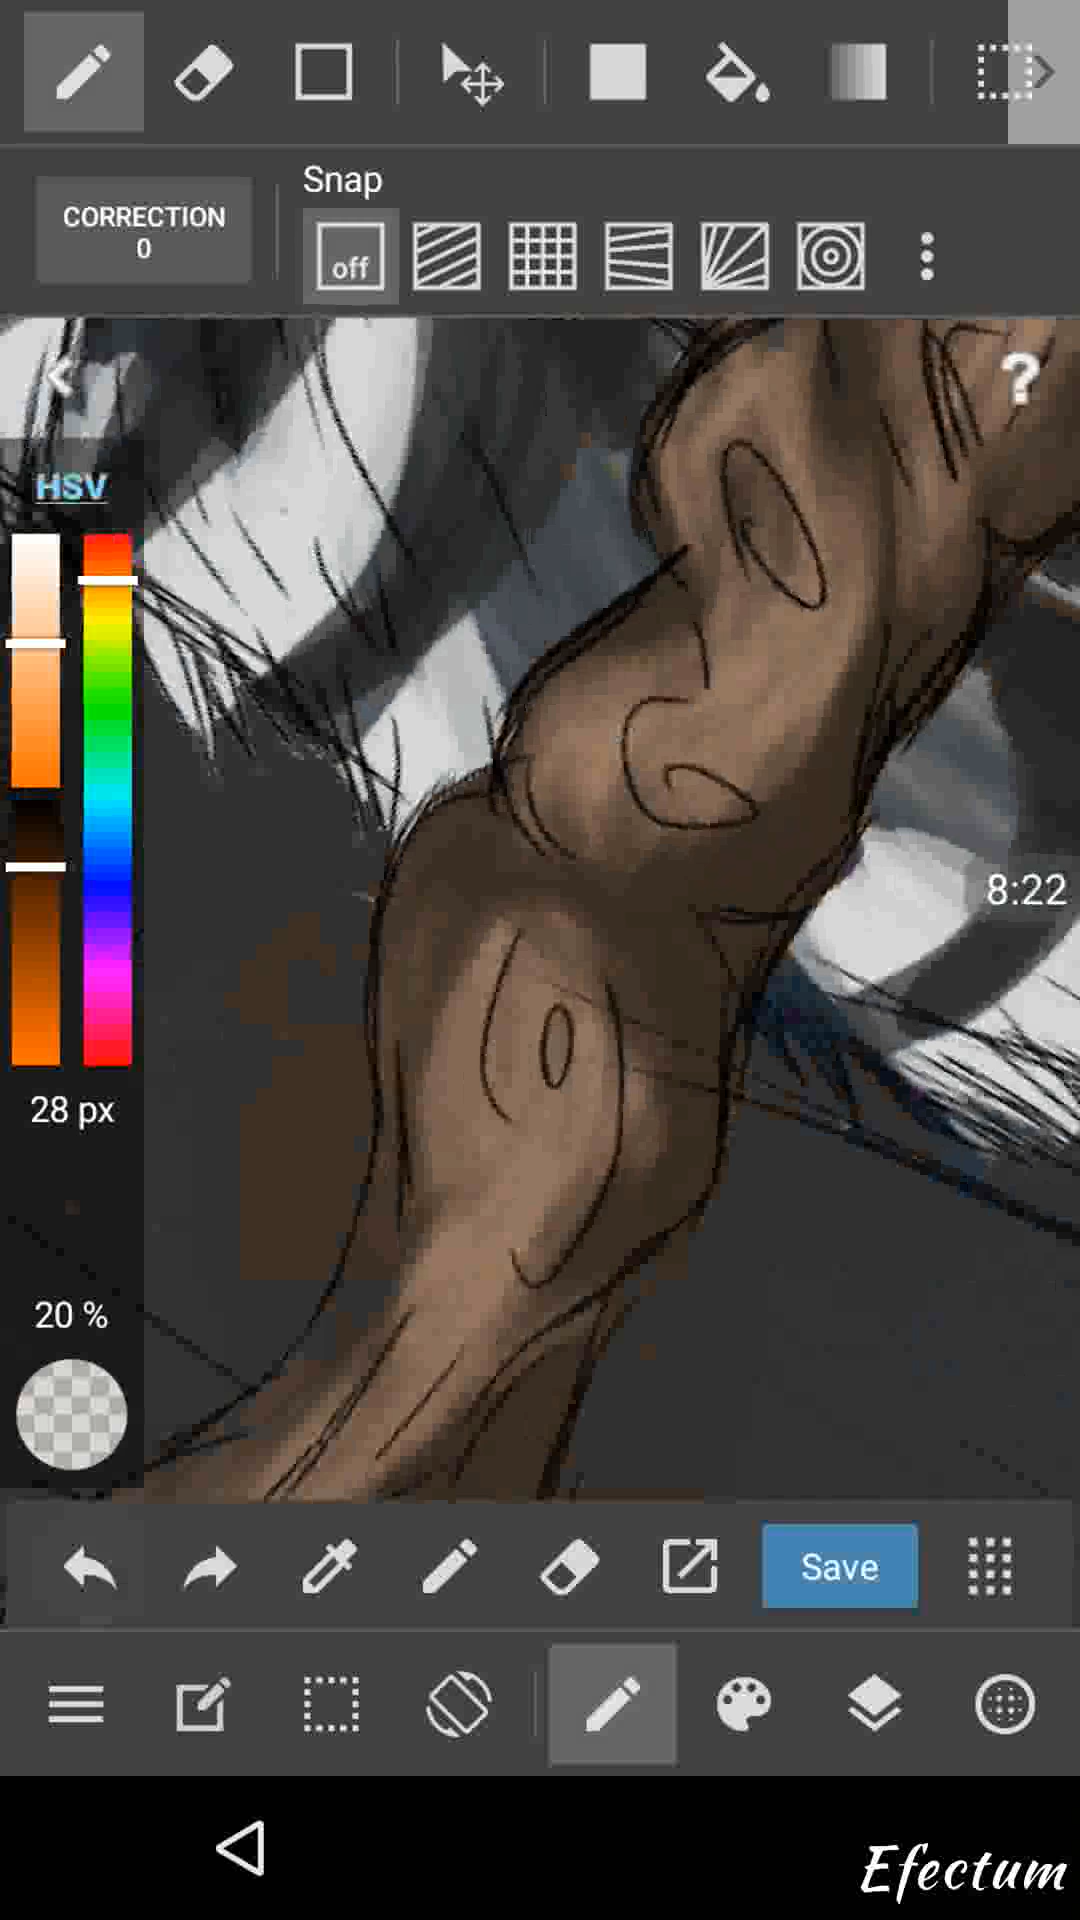 CORRECTION
0
Snap
off
?
HSV
8:22
28 px
20 %
Save
Efectum